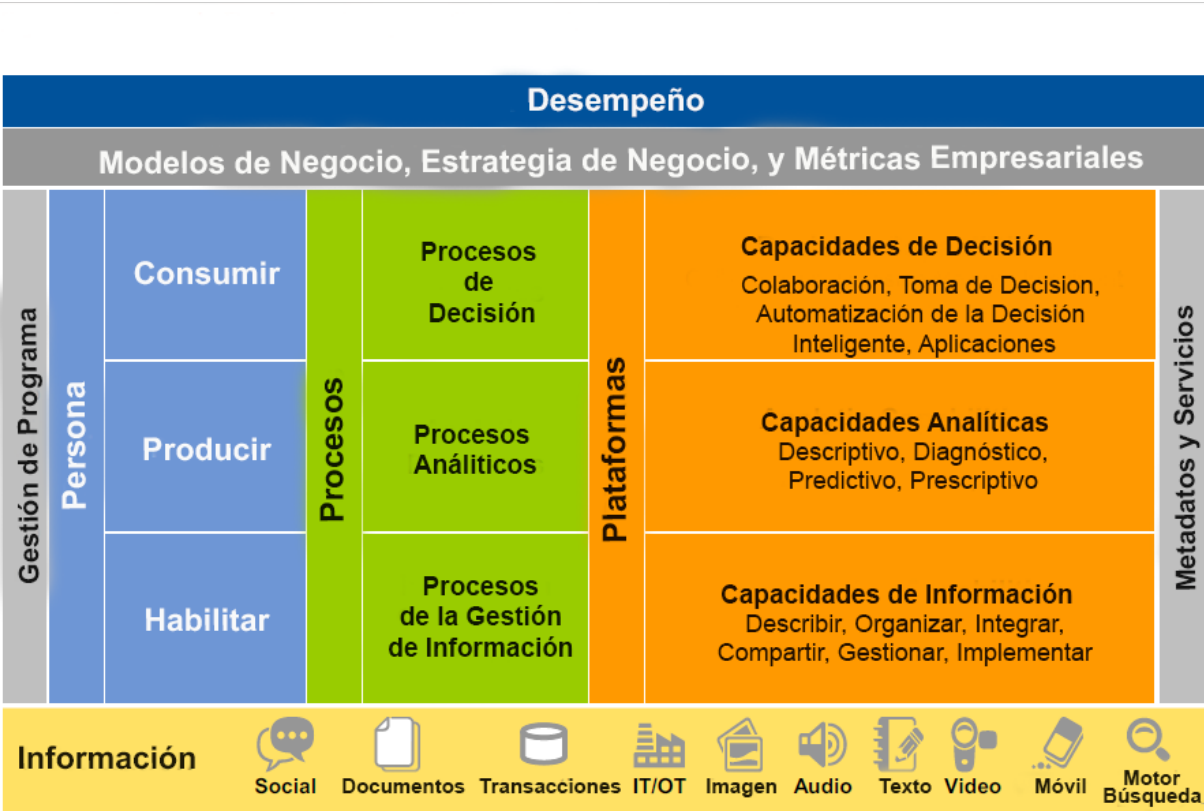 Desempeño
Modelos de Negocio, Estrategia de Negocio, y Métricas Empresariales
Gestión de Programa
Persona
Consumir
Producir
Habilitar
Procesos
Procesos
de
Decisión
Procesos
Análiticos
Procesos
de la Gestión
de Información
Plataformas
Capacidades de Decisión
Colaboración, Toma de Decision,
Automatización de la Decisión
Inteligente, Aplicaciones
Capacidades Analíticas
Descriptivo, Diagnóstico,
Predictivo, Prescriptivo
Capacidades de Información
Describir, Organizar, Integrar,
Compartir, Gestionar, Implementar
Metadatos y Servicios
Información
Social
Documentos
Transacciones
IT/OT
Imagen
Audio
Texto
Video
Móvil
Motor
Búsqueda